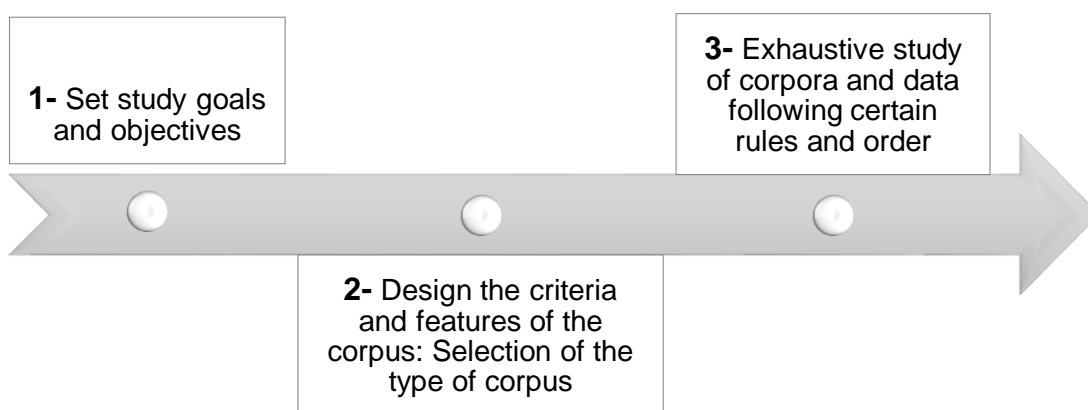 1- Set study goals
and objectives
2- Design the criteria
and features of the
corpus: Selection of the
type of corpus
3- Exhaustive study
of corpora and data
following certain
rules and order